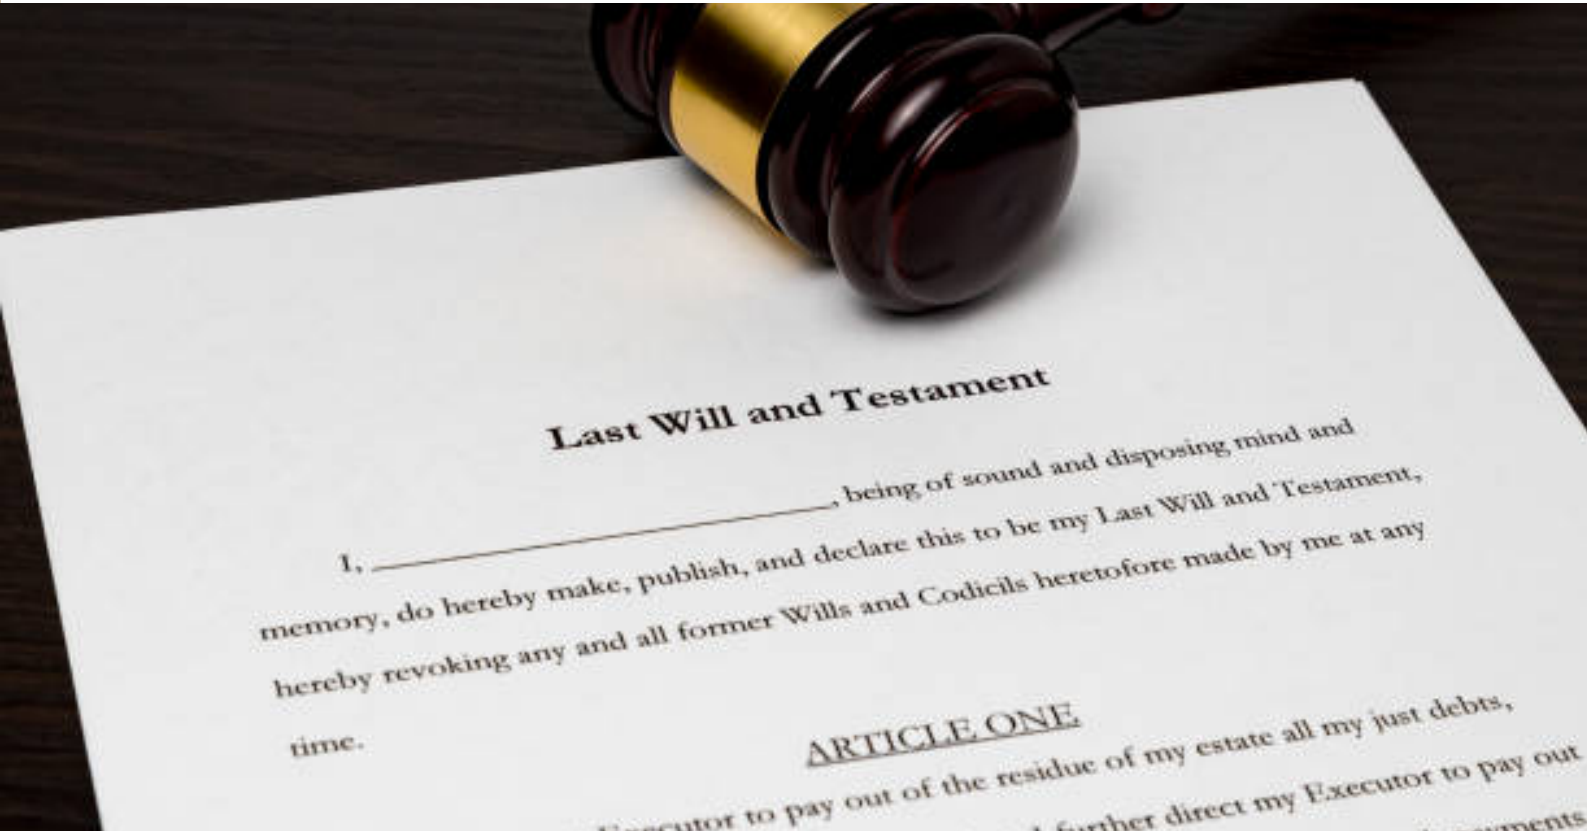 Last Will and Testament
I, ______________________, being of sound and disposing mind and
memory, do hereby make, publish, and declare this to be my Last Will and Testament,
hereby revoking any and all former Wills and Codicils heretofore made by me at any
time.
ARTICLE ONE
Executor to pay out of the residue of my estate all my just debts,
further direct my Executor to pay out